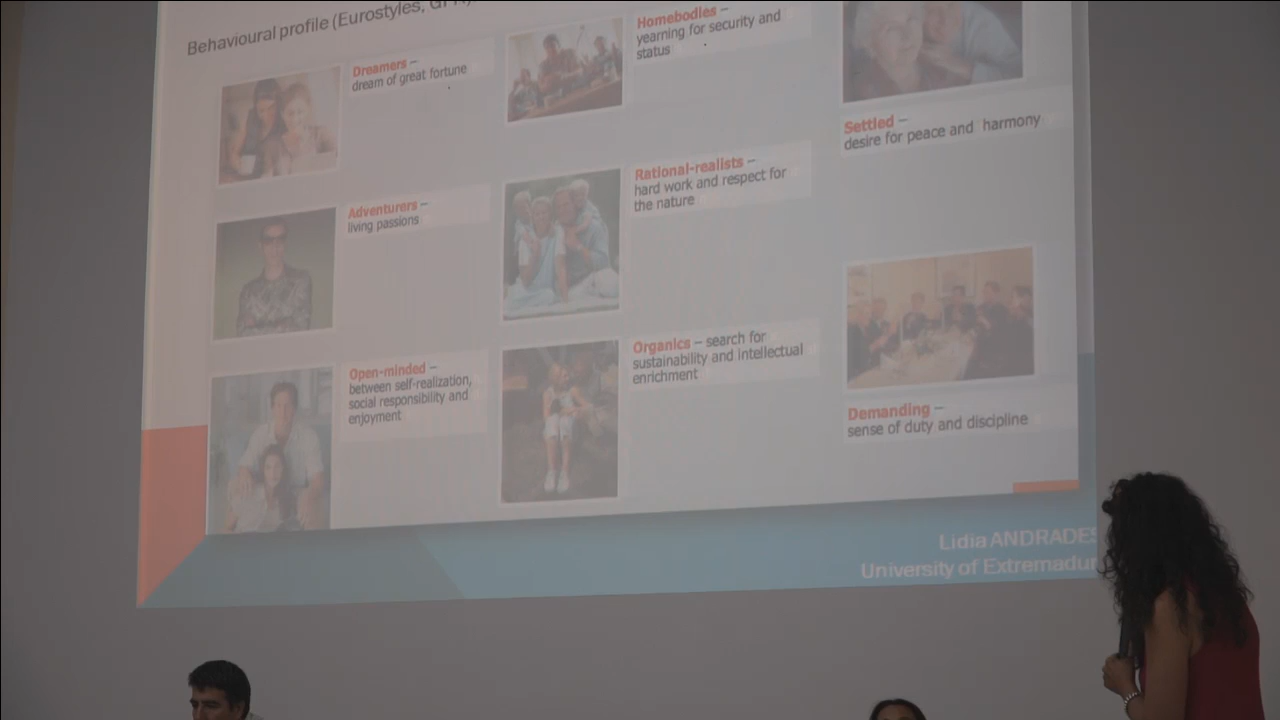 Behavioural profile (Eurostyles,
Dreamers –
dream of great fortune
Adventurers –
living passions
Open-minded –
between self-realization,
social responsibility and
enjoyment
Homebodies –
yearning for security and
status
Rational-realists –
hard work and respect for
the nature
Organics – search for
sustainability and intellectual
enrichment
Settled –
desire for peace and harmony
Demanding –
sense of duty and discipline
Lidia ANDRADES
University of Extremadur